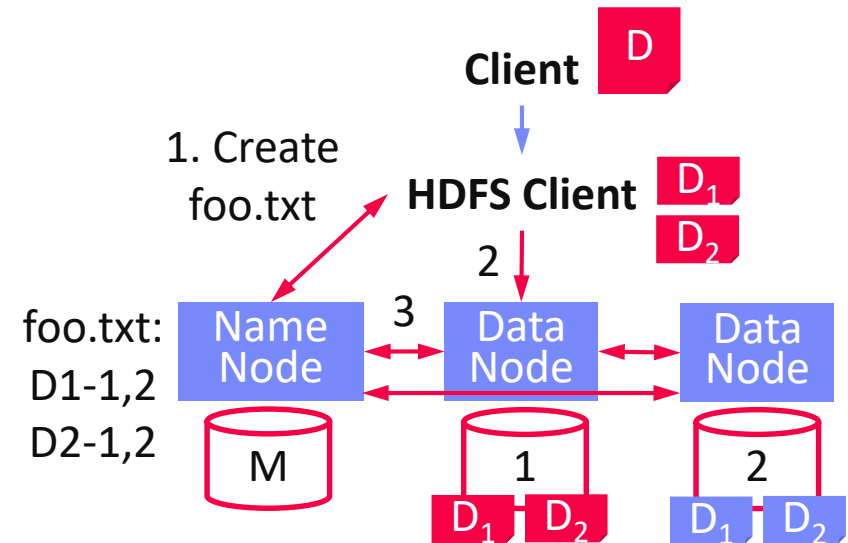 Client
D
1. Create
foo.txt
HDFS Client
D₁
D₂
2
foo.txt:
D1-1,2
D2-1,2
Name
Node
3
Data
Node
Data
Node
M
1
2
D₁
D₂
D₁
D₂